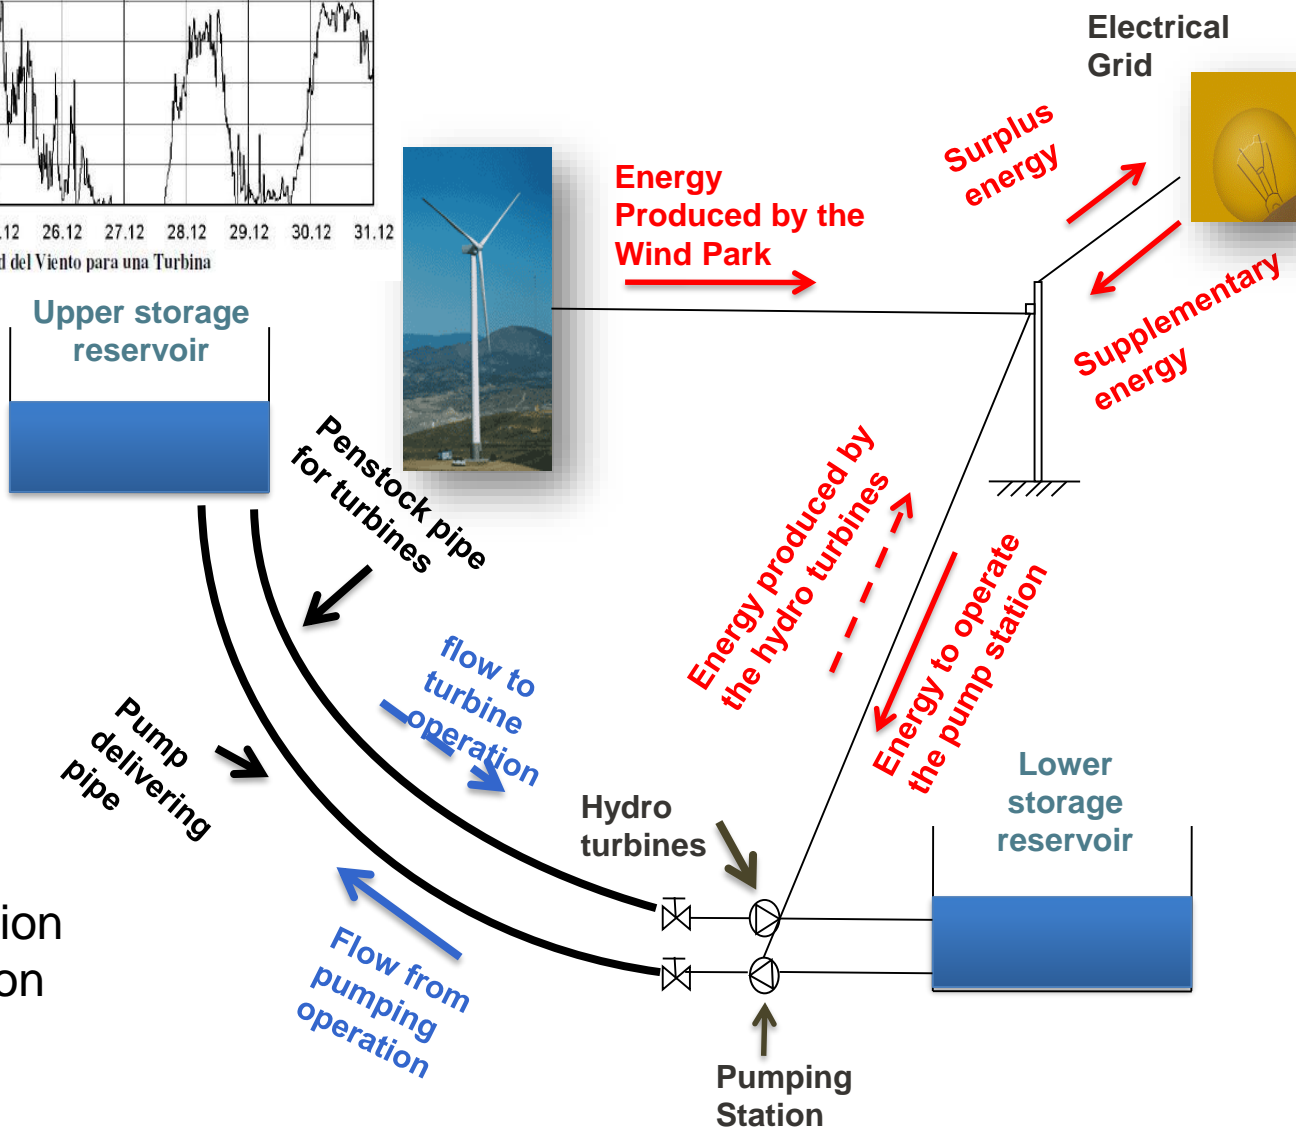 Electrical
Grid
Surplus
energy
Energy
Produced by the
Wind Park
.12 26.12 27.12 28.12 29.12 30.12 31.12
d del Viento para una Turbina
Supplementary
energy
Upper storage
reservoir
Penstock pipe
for turbines
Energy produced by
the hydro turbines
Energy to operate
the pump station
flow to
turbine
operation
Pump
delivering
pipe
Hydro
turbines
Lower
storage
reservoir
ion
on
Flow from
pumping
operation
Pumping
Station